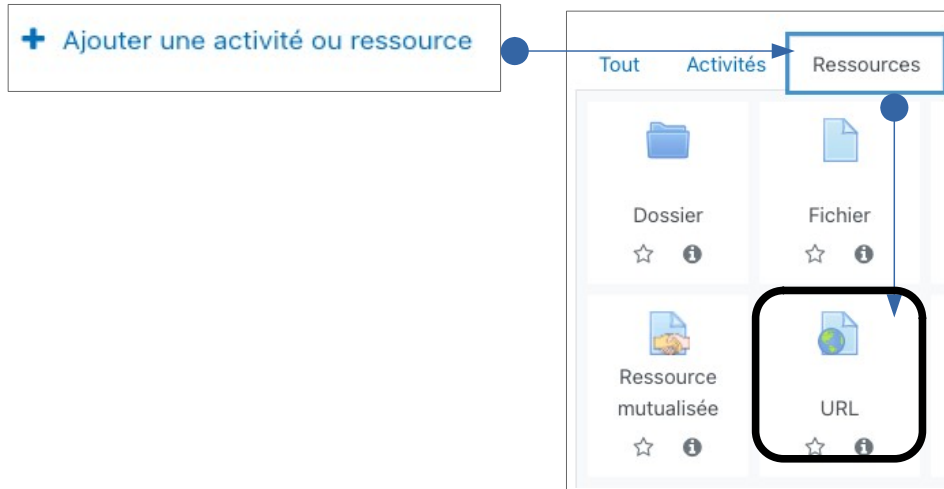 Ajouter une activité ou ressource
Tout Activités Ressources
Dossier Fichier
Ressource
mutualisée
URL